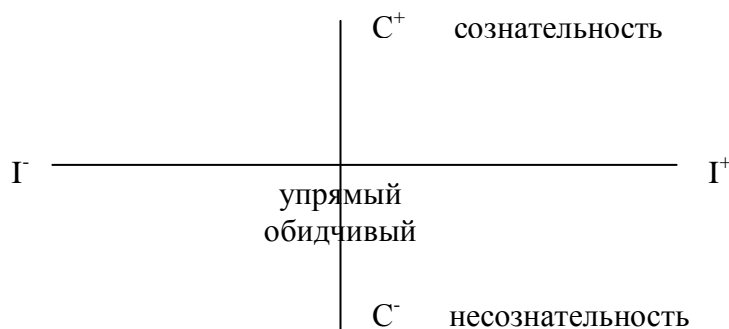 C⁺ сознательность
I⁻ I⁺
упрямый
обидчивый
C⁻ несознательность